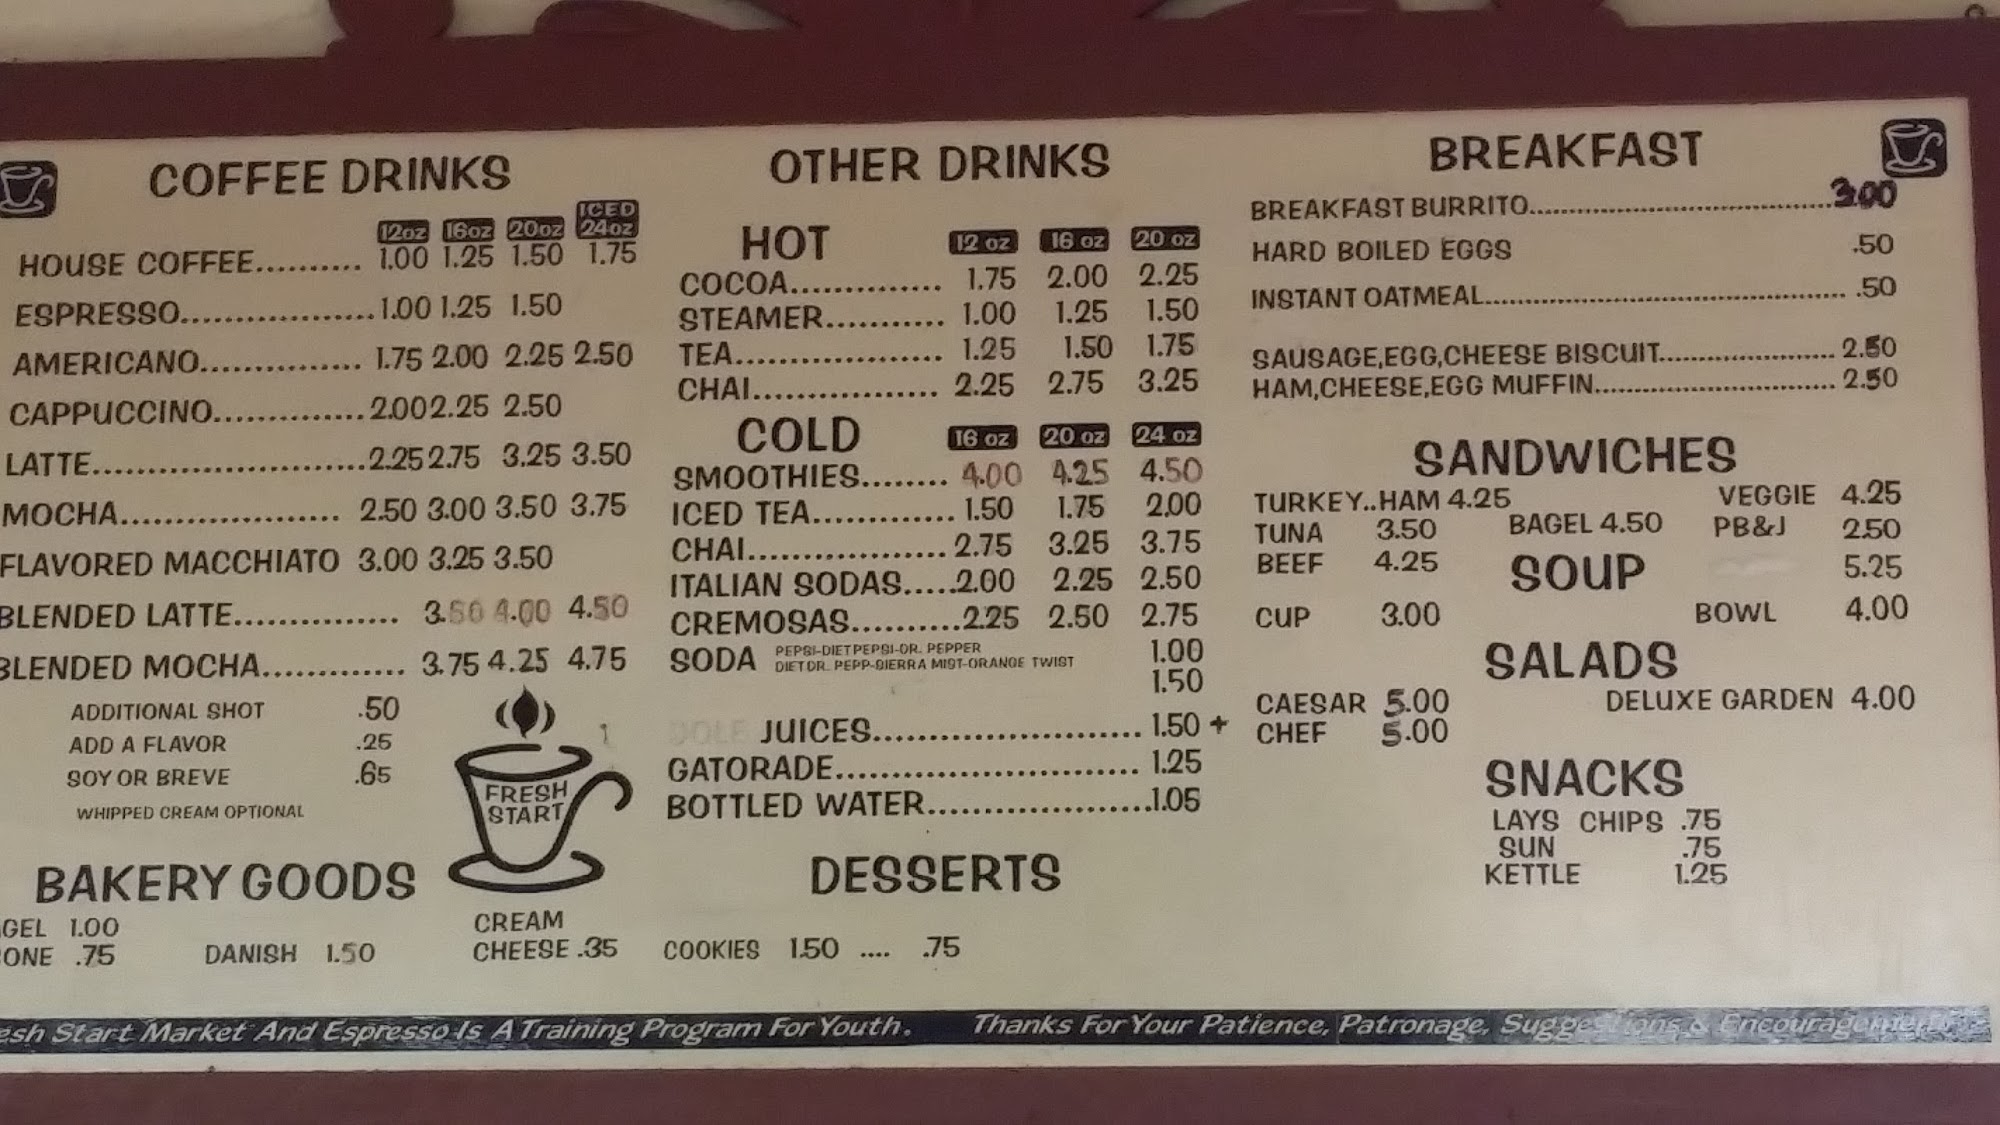 COFFEE DRINKS
12oz 16oz 20oz ICED 24oz
HOUSE COFFEE.......... 1.00 1.25 1.50 1.75
ESPRESSO..................1.00 1.25 1.50
AMERICANO............... 1.75 2.00 2.25 2.50
CAPPUCCINO..............2.00 2.25 2.50
LATTE.........................2.25 2.75 3.25 3.50
MOCHA.................... 2.50 3.00 3.50 3.75
FLAVORED MACCHIATO 3.00 3.25 3.50
BLENDED LATTE............... 3.50 4.00 4.50
BLENDED MOCHA............. 3.75 4.25 4.75
ADDITIONAL SHOT .50
ADD A FLAVOR .25
SOY OR BREVE .65
WHIPPED CREAM OPTIONAL
FRESH
START
BAKERY GOODS
GEL 1.00
ONE .75
DANISH 1.50
CREAM
CHEESE .35
OTHER DRINKS
HOT 12 oz 16 oz 20 oz
COCOA.............. 1.75 2.00 2.25
STEAMER........... 1.00 1.25 1.50
TEA................... 1.25 1.50 1.75
CHAI.................. 2.25 2.75 3.25
COLD 16 oz 20 oz 24 oz
SMOOTHIES........ 4.00 4.25 4.50
ICED TEA............. 1.50 1.75 2.00
CHAI...................2.75 3.25 3.75
ITALIAN SODAS.....2.00 2.25 2.50
CREMOSAS..........2.25 2.50 2.75
SODA PEPSI-DIET PEPSI-DR. PEPPER 1.00
DIET DR. PEPP-SIERRA MIST-ORANGE TWIST
1.50
DOLE JUICES......................... 1.50 +
GATORADE............................ 1.25
BOTTLED WATER.....................1.05
DESSERTS
COOKIES 1.50 .... .75
BREAKFAST
BREAKFAST BURRITO..................................3.00
HARD BOILED EGGS .50
INSTANT OATMEAL......................................... .50
SAUSAGE,EGG,CHEESE BISCUIT.................... 2.50
HAM,CHEESE,EGG MUFFIN............................ 2.50
SANDWICHES
TURKEY..HAM 4.25 VEGGIE 4.25
TUNA 3.50 BAGEL 4.50 PB&J 2.50
BEEF 4.25 5.25
SOUP
CUP 3.00 BOWL 4.00
SALADS
CAESAR 5.00 DELUXE GARDEN 4.00
CHEF 5.00
SNACKS
LAYS CHIPS .75
SUN .75
KETTLE 1.25
esh Start Market And Espresso Is A Training Program For Youth. Thanks For Your Patience, Patronage, Suggestions & Encouragement